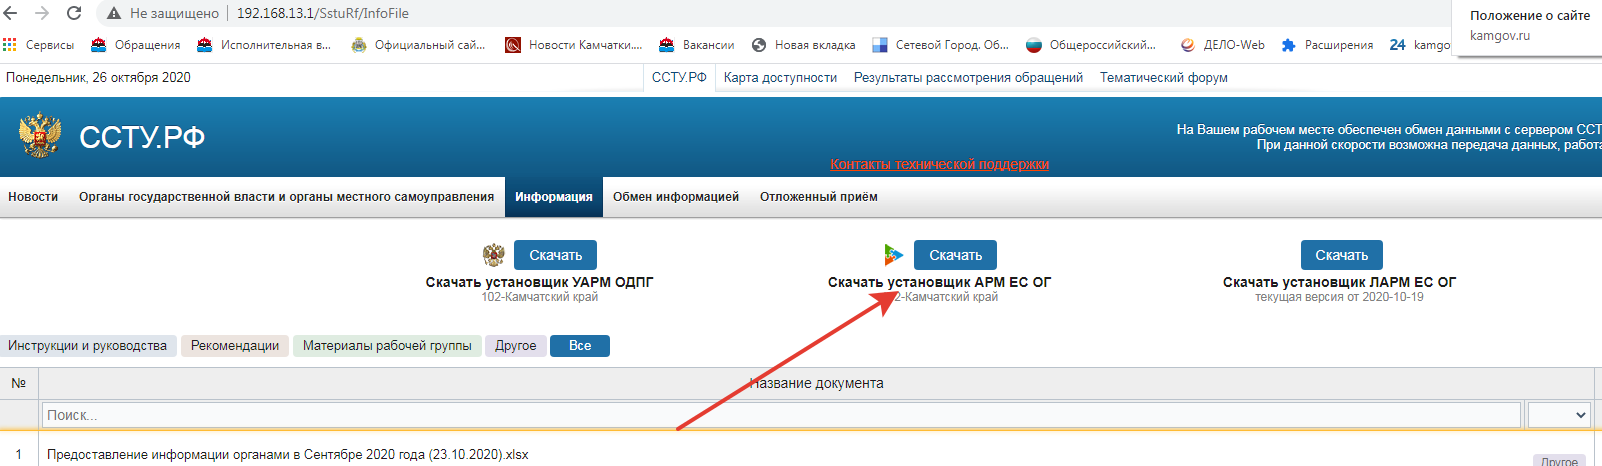 Не защищено | 192.168.13.1/SstuRf/InfoFile
Положение о сайте
kamgov.ru
Сервисы Обращения Исполнительная в... Официальный сай... Новости Камчатки.... Вакансии Новая вкладка Сетевой Город. Об... Общероссийский... ДЕЛО-Web Расширения 24 kamgo
Понедельник, 26 октября 2020 ССТУ.РФ Карта доступности Результаты рассмотрения обращений Тематический форум
ССТУ.РФ
На Вашем рабочем месте обеспечен обмен данными с сервером ССТ
При данной скорости возможна передача данных, работа
Контакты технической поддержки
Новости Органы государственной власти и органы местного самоуправления Информация Обмен информацией Отложенный приём
Скачать Скачать Скачать
Скачать установщик УАРМ ОДПГ Скачать установщик АРМ ЕС ОГ Скачать установщик ЛАРМ ЕС ОГ
102-Камчатский край 2-Камчатский край текущая версия от 2020-10-19
Инструкции и руководства Рекомендации Материалы рабочей группы Другое Все
№ Название документа
Поиск...
1 Предоставление информации органами в Сентябре 2020 года (23.10.2020).xlsx Другое